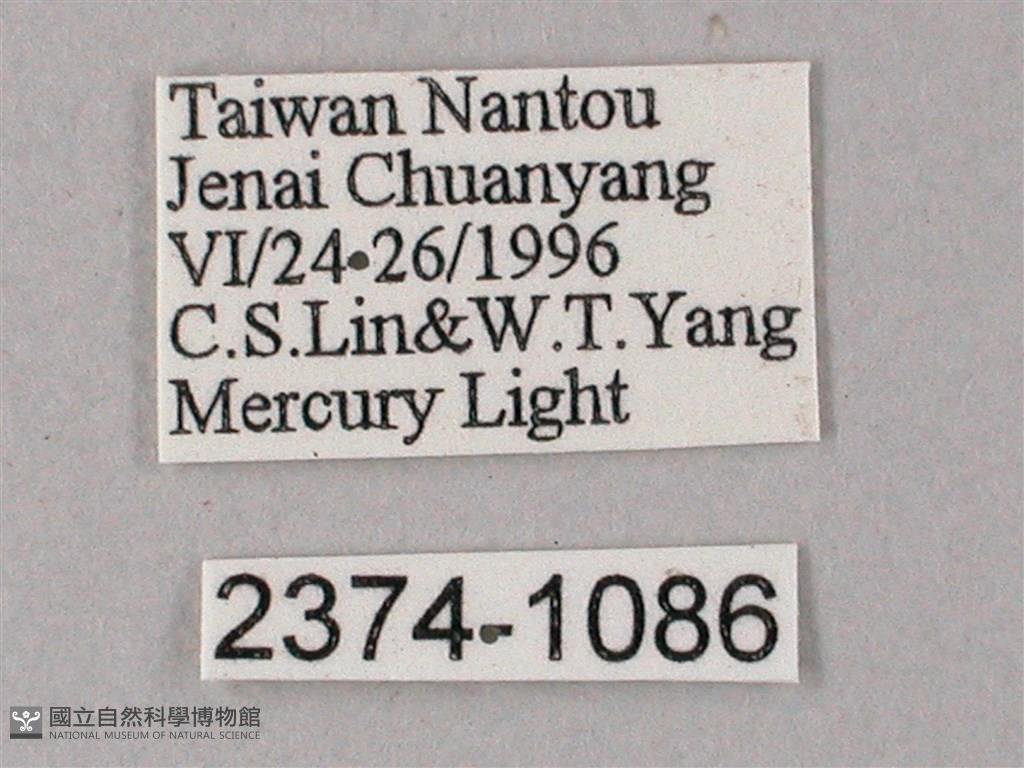 Taiwan Nantou
Jenai Chuanyang
VI/24-26/1996
C.S.Lin&W.T.Yang
Mercury Light
2374-1086
國立自然科學博物館
NATIONAL MUSEUM OF NATURAL SCIENCE